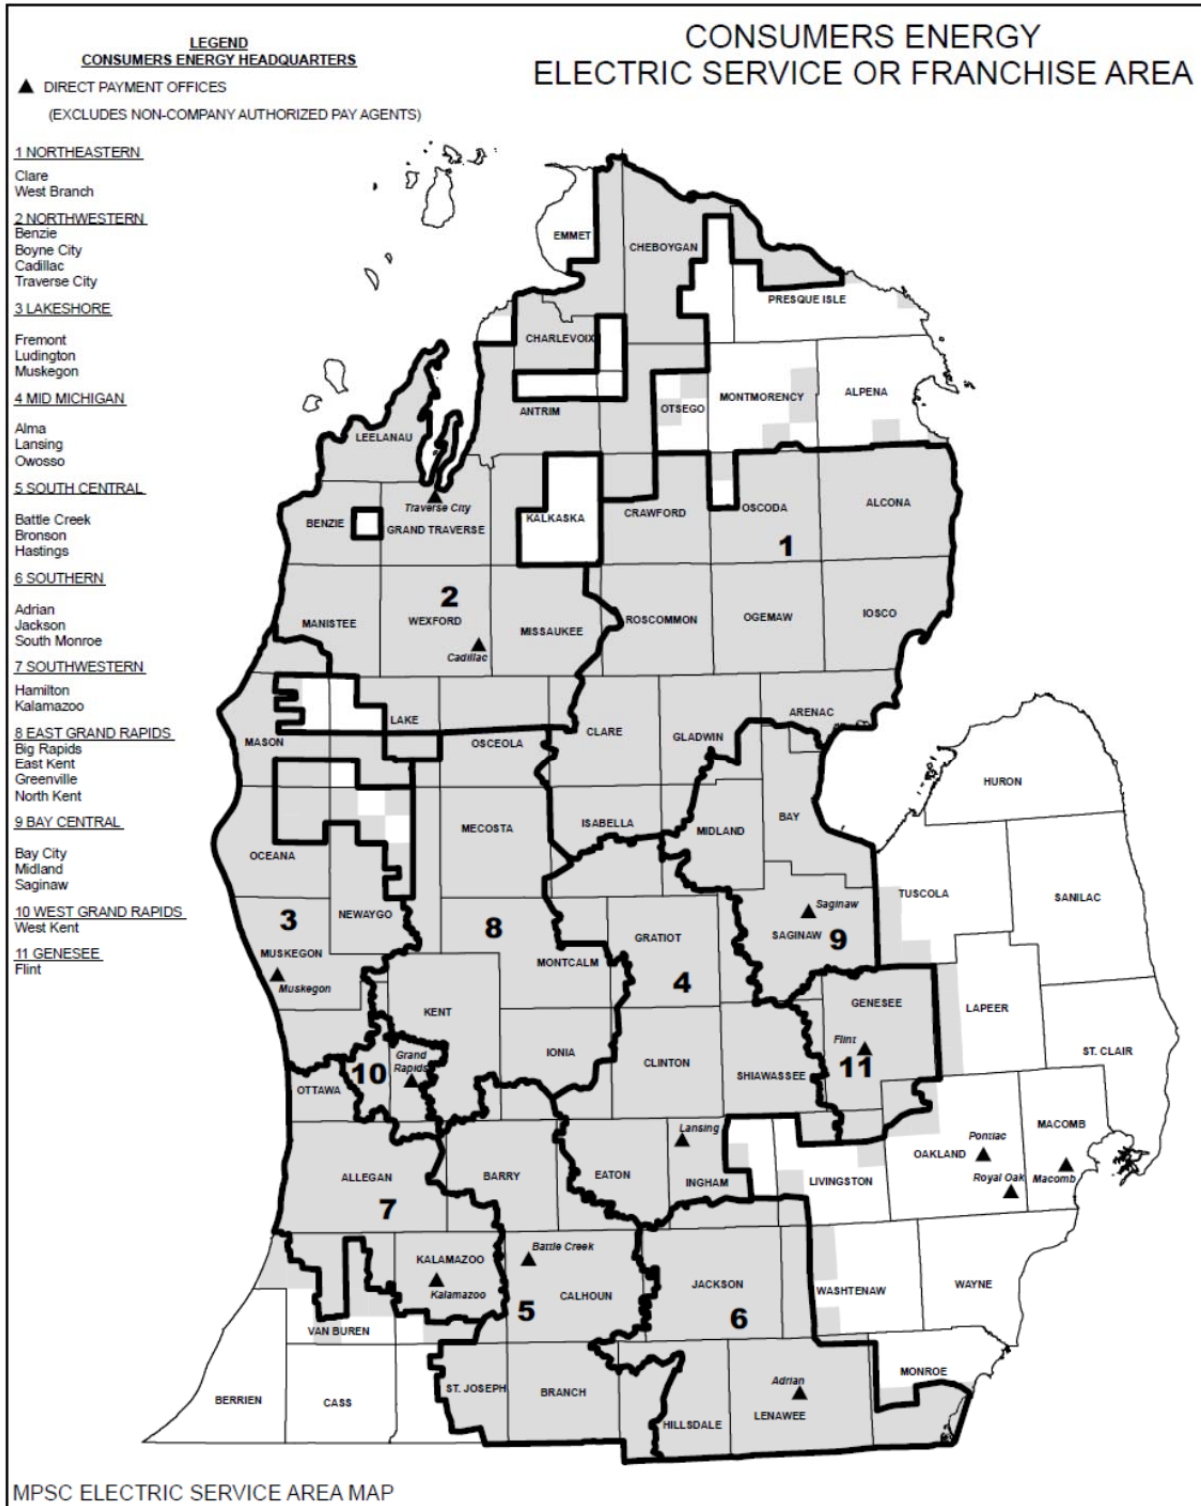 CONSUMERS ENERGY
ELECTRIC SERVICE OR FRANCHISE AREA
LEGEND
CONSUMERS ENERGY HEADQUARTERS
▲ DIRECT PAYMENT OFFICES
(EXCLUDES NON-COMPANY AUTHORIZED PAY AGENTS)
1 NORTHEASTERN
Clare
West Branch
2 NORTHWESTERN
Benzie
Boyne City
Cadillac
Traverse City
3 LAKESHORE
Fremont
Ludington
Muskegon
4 MID MICHIGAN
Alma
Lansing
Owosso
5 SOUTH CENTRAL
Battle Creek
Bronson
Hastings
6 SOUTHERN
Adrian
Jackson
South Monroe
7 SOUTHWESTERN
Hamilton
Kalamazoo
8 EAST GRAND RAPIDS
Big Rapids
East Kent
Greenville
North Kent
9 BAY CENTRAL
Bay City
Midland
Saginaw
10 WEST GRAND RAPIDS
West Kent
11 GENESEE
Flint
EMMET
CHEBOYGAN
PRESQUE ISLE
CHARLEVOIX
ANTRIM
OTSEGO
MONTMORENCY
ALPENA
LEELANAU
Traverse City
BENZIE
GRAND TRAVERSE
KALKASKA
CRAWFORD
OSCODA
ALCONA
1
2
MANISTEE
WEXFORD
MISSAUKEE
ROSCOMMON
OGEMAW
IOSCO
Cadillac
MASON
LAKE
OSCEOLA
CLARE
GLADWIN
ARENAC
HURON
OCEANA
MECOSTA
ISABELLA
MIDLAND
BAY
TUSCOLA
SANILAC
3
NEWAYGO
8
Saginaw
SAGINAW
9
MUSKEGON
Muskegon
MONTCALM
GRATIOT
4
GENESEE
LAPEER
KENT
Grand
Rapids
IONIA
CLINTON
SHIAWASSEE
Flint
11
ST. CLAIR
OTTAWA
10
Lansing
MACOMB
Pontiac
OAKLAND
Royal Oak
Macomb
ALLEGAN
BARRY
EATON
INGHAM
LIVINGSTON
7
KALAMAZOO
Kalamazoo
Battle Creek
CALHOUN
5
JACKSON
6
WASHTENAW
WAYNE
VAN BUREN
MONROE
BERRIEN
CASS
ST. JOSEPH
BRANCH
HILLSDALE
Adrian
LENAWEE
MPSC ELECTRIC SERVICE AREA MAP